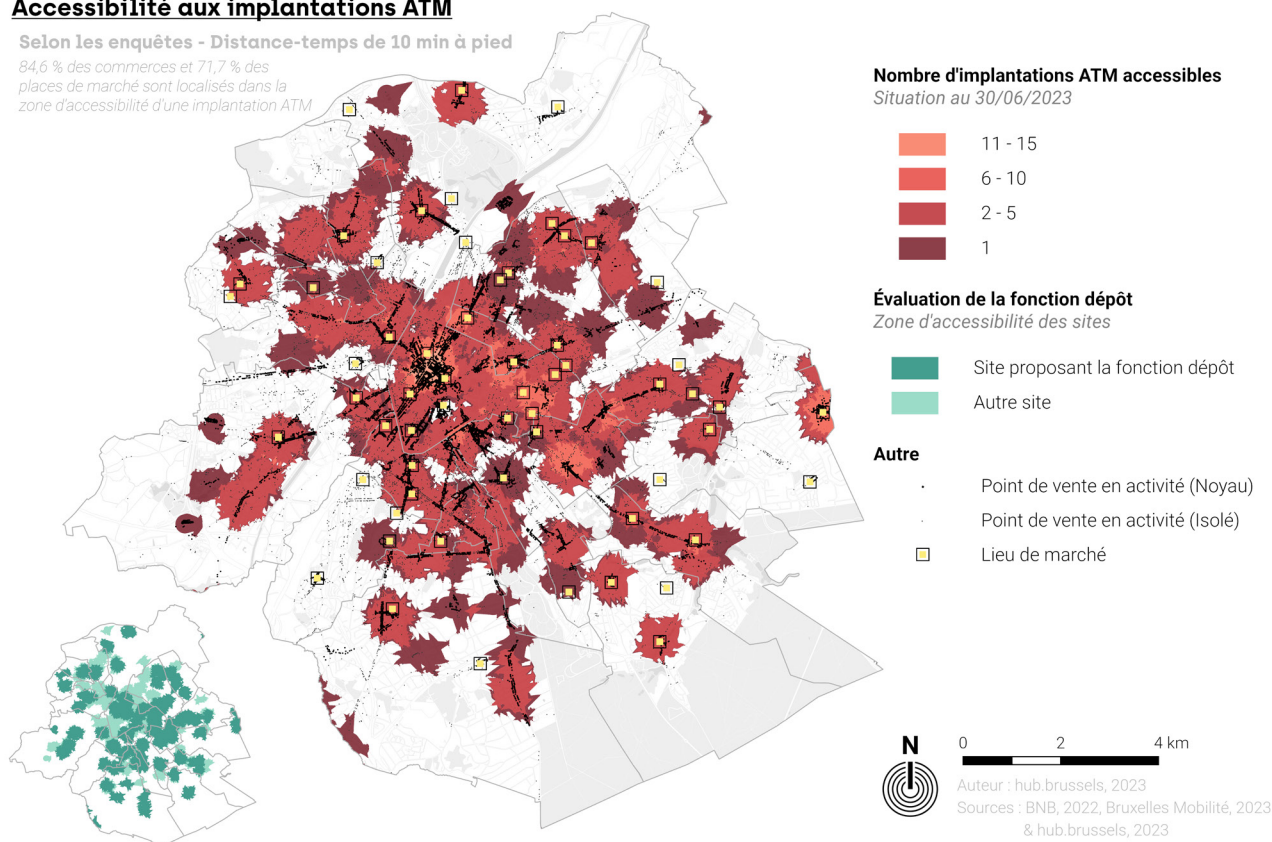 Accessibilité aux implantations ATM
Selon les enquêtes - Distance-temps de 10 min à pied
84,6 % des commerces et 71,7 % des
places de marché sont localisés dans la
zone d'accessibilité d'une implantation ATM
Nombre d'implantations ATM accessibles
Situation au 30/06/2023
11 - 15
6 - 10
2 - 5
1
Évaluation de la fonction dépôt
Zone d'accessibilité des sites
Site proposant la fonction dépôt
Autre site
Autre
Point de vente en activité (Noyau)
Point de vente en activité (Isolé)
Lieu de marché
N
0 2 4 km
Auteur : hub.brussels, 2023
Sources : BNB, 2022, Bruxelles Mobilité, 2023
& hub.brussels, 2023